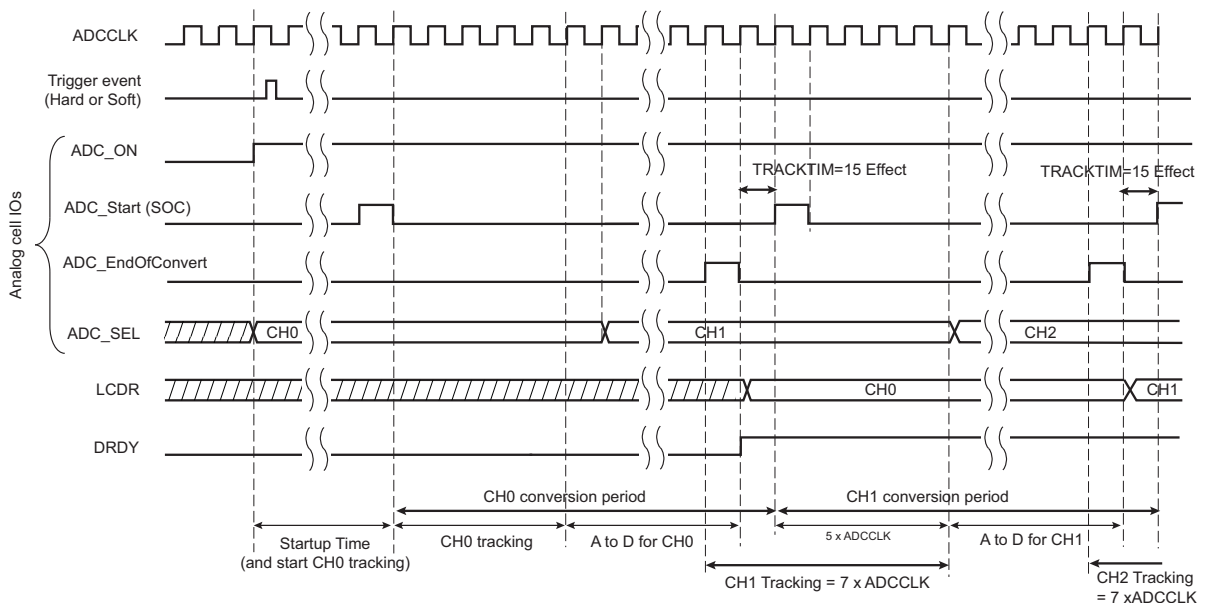 ADCCLK
Trigger event
(Hard or Soft)
ADC_ON
TRACKTIM=15 Effect
TRACKTIM=15 Effect
ADC_Start (SOC)
Analog cell IOs
ADC_EndOfConvert
ADC_SEL
CH0
CH1
CH2
LCDR
CH0
CH1
DRDY
CH0 conversion period
CH1 conversion period
Startup Time
(and start CH0 tracking)
CH0 tracking
A to D for CH0
5 x ADCCLK
A to D for CH1
CH1 Tracking = 7 x ADCCLK
CH2 Tracking
= 7 xADCCLK